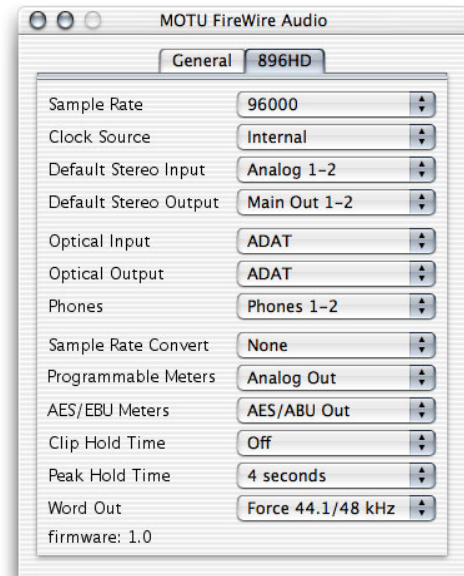 MOTU FireWire Audio
General 896HD
Sample Rate 96000
Clock Source Internal
Default Stereo Input Analog 1-2
Default Stereo Output Main Out 1-2
Optical Input ADAT
Optical Output ADAT
Phones Phones 1-2
Sample Rate Convert None
Programmable Meters Analog Out
AES/EBU Meters AES/ABU Out
Clip Hold Time Off
Peak Hold Time 4 seconds
Word Out Force 44.1/48 kHz
firmware: 1.0